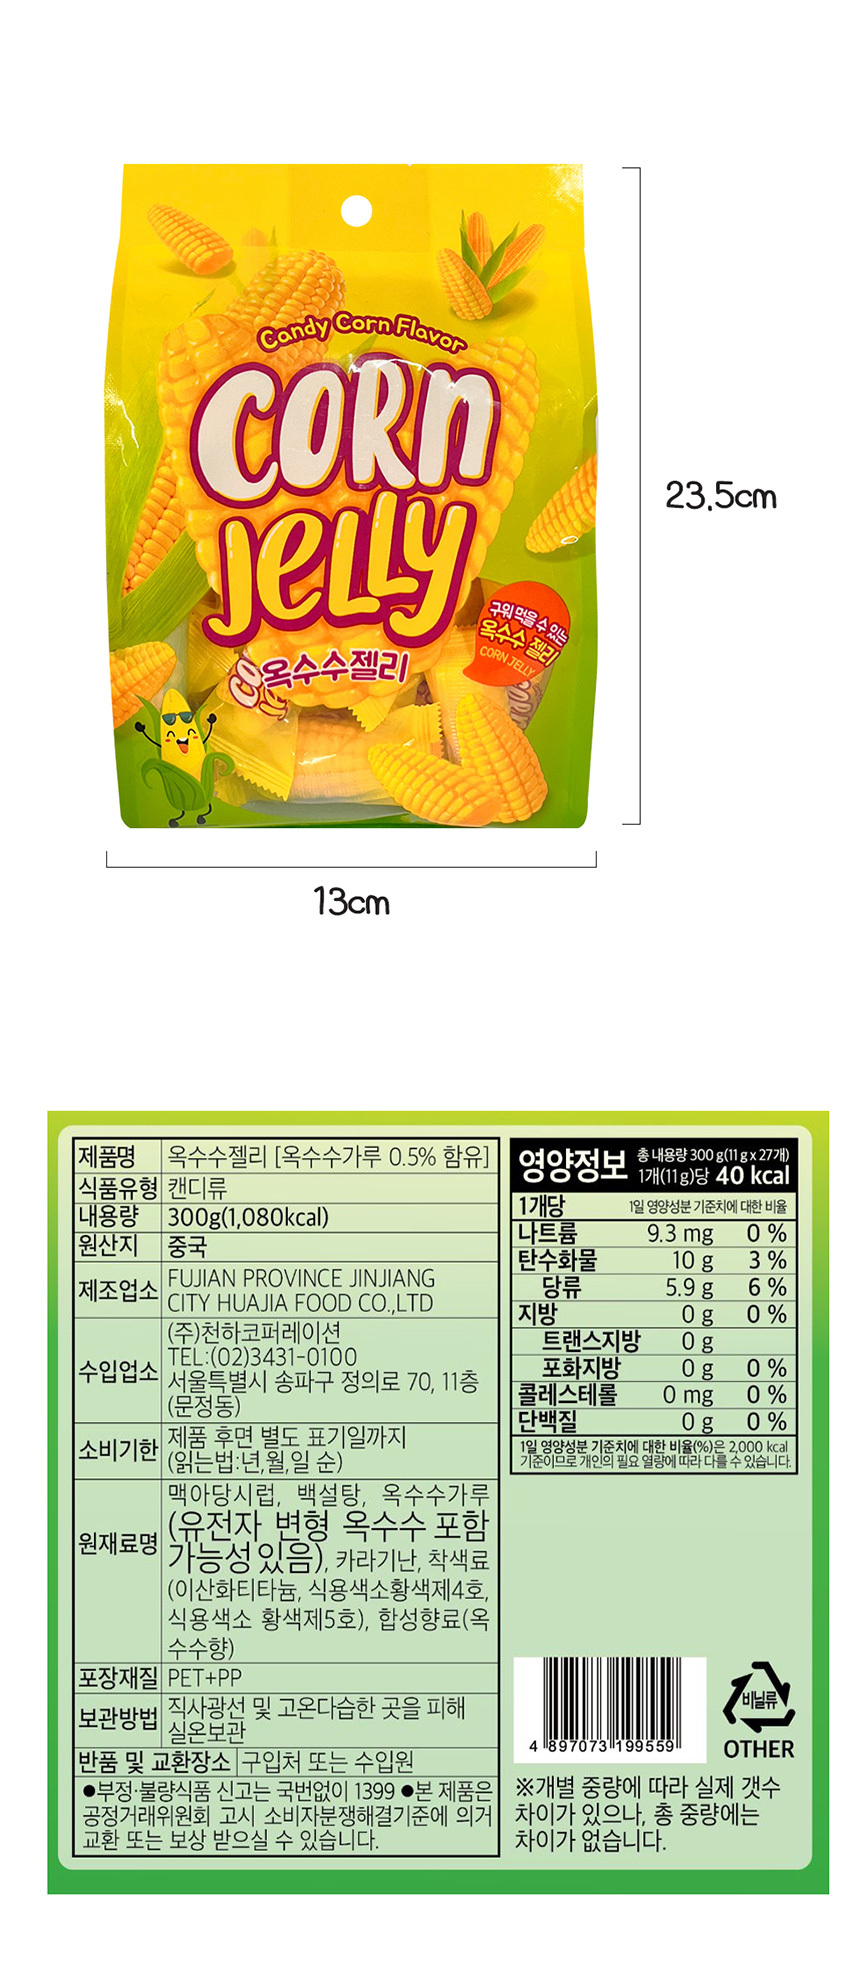 Candy Corn Flavor
CORN
JELLY
옥수수젤리
구워먹을 수 있는
옥수수 젤리
CORN JELLY
23.5cm
13cm
제품명 옥수수젤리 [옥수수가루 0.5% 함유]
식품유형 캔디류
내용량 300g(1,080kcal)
원산지 중국
제조업소 FUJIAN PROVINCE JINJIANG
CITY HUAJIA FOOD CO.,LTD
수입업소 (주)천하코퍼레이션
TEL:(02)3431-0100
서울특별시 송파구 정의로 70, 11층
(문정동)
소비기한 제품 후면 별도 표기일까지
(읽는법:년,월,일 순)
원재료명 맥아당시럽, 백설탕, 옥수수가루
(유전자 변형 옥수수 포함
가능성있음), 카라기난, 착색료
(이산화티타늄, 식용색소황색제4호,
식용색소 황색제5호), 합성향료(옥
수수향)
포장재질 PET+PP
보관방법 직사광선 및 고온다습한 곳을 피해
실온보관
반품 및 교환장소 구입처 또는 수입원
●부정·불량식품 신고는 국번없이 1399 ●본 제품은
공정거래위원회 고시 소비자분쟁해결기준에 의거
교환 또는 보상 받으실 수 있습니다.
영양정보 총 내용량 300 g(11 g x 27개)
1개(11g)당 40 kcal
1개당 1일 영양성분 기준치에 대한 비율
나트륨 9.3 mg 0 %
탄수화물 10 g 3 %
당류 5.9 g 6 %
지방 0 g 0 %
트랜스지방 0 g
포화지방 0 g 0 %
콜레스테롤 0 mg 0 %
단백질 0 g 0 %
1일 영양성분 기준치에 대한 비율(%)은 2,000 kcal
기준이므로 개인의 필요 열량에 따라 다를 수 있습니다.
4 897073 199559
비닐류
OTHER
※개별 중량에 따라 실제 갯수
차이가 있으나, 총 중량에는
차이가 없습니다.